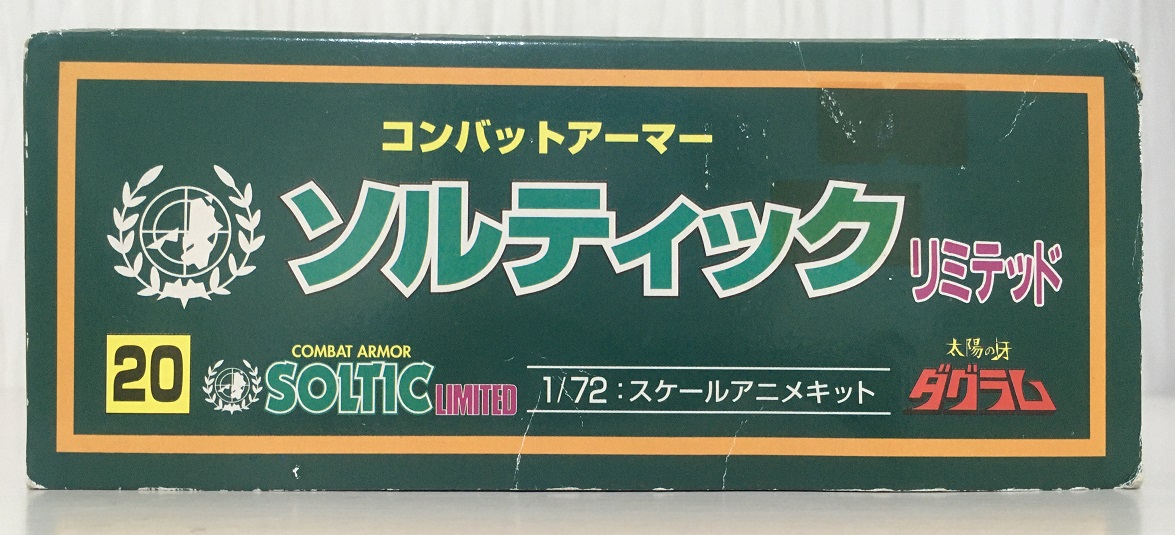 コンバットアーマー
ソルティック リミテッド
20
COMBAT ARMOR
SOLTIC LIMITED
1/72:スケールアニメキット
太陽の牙
ダグラム